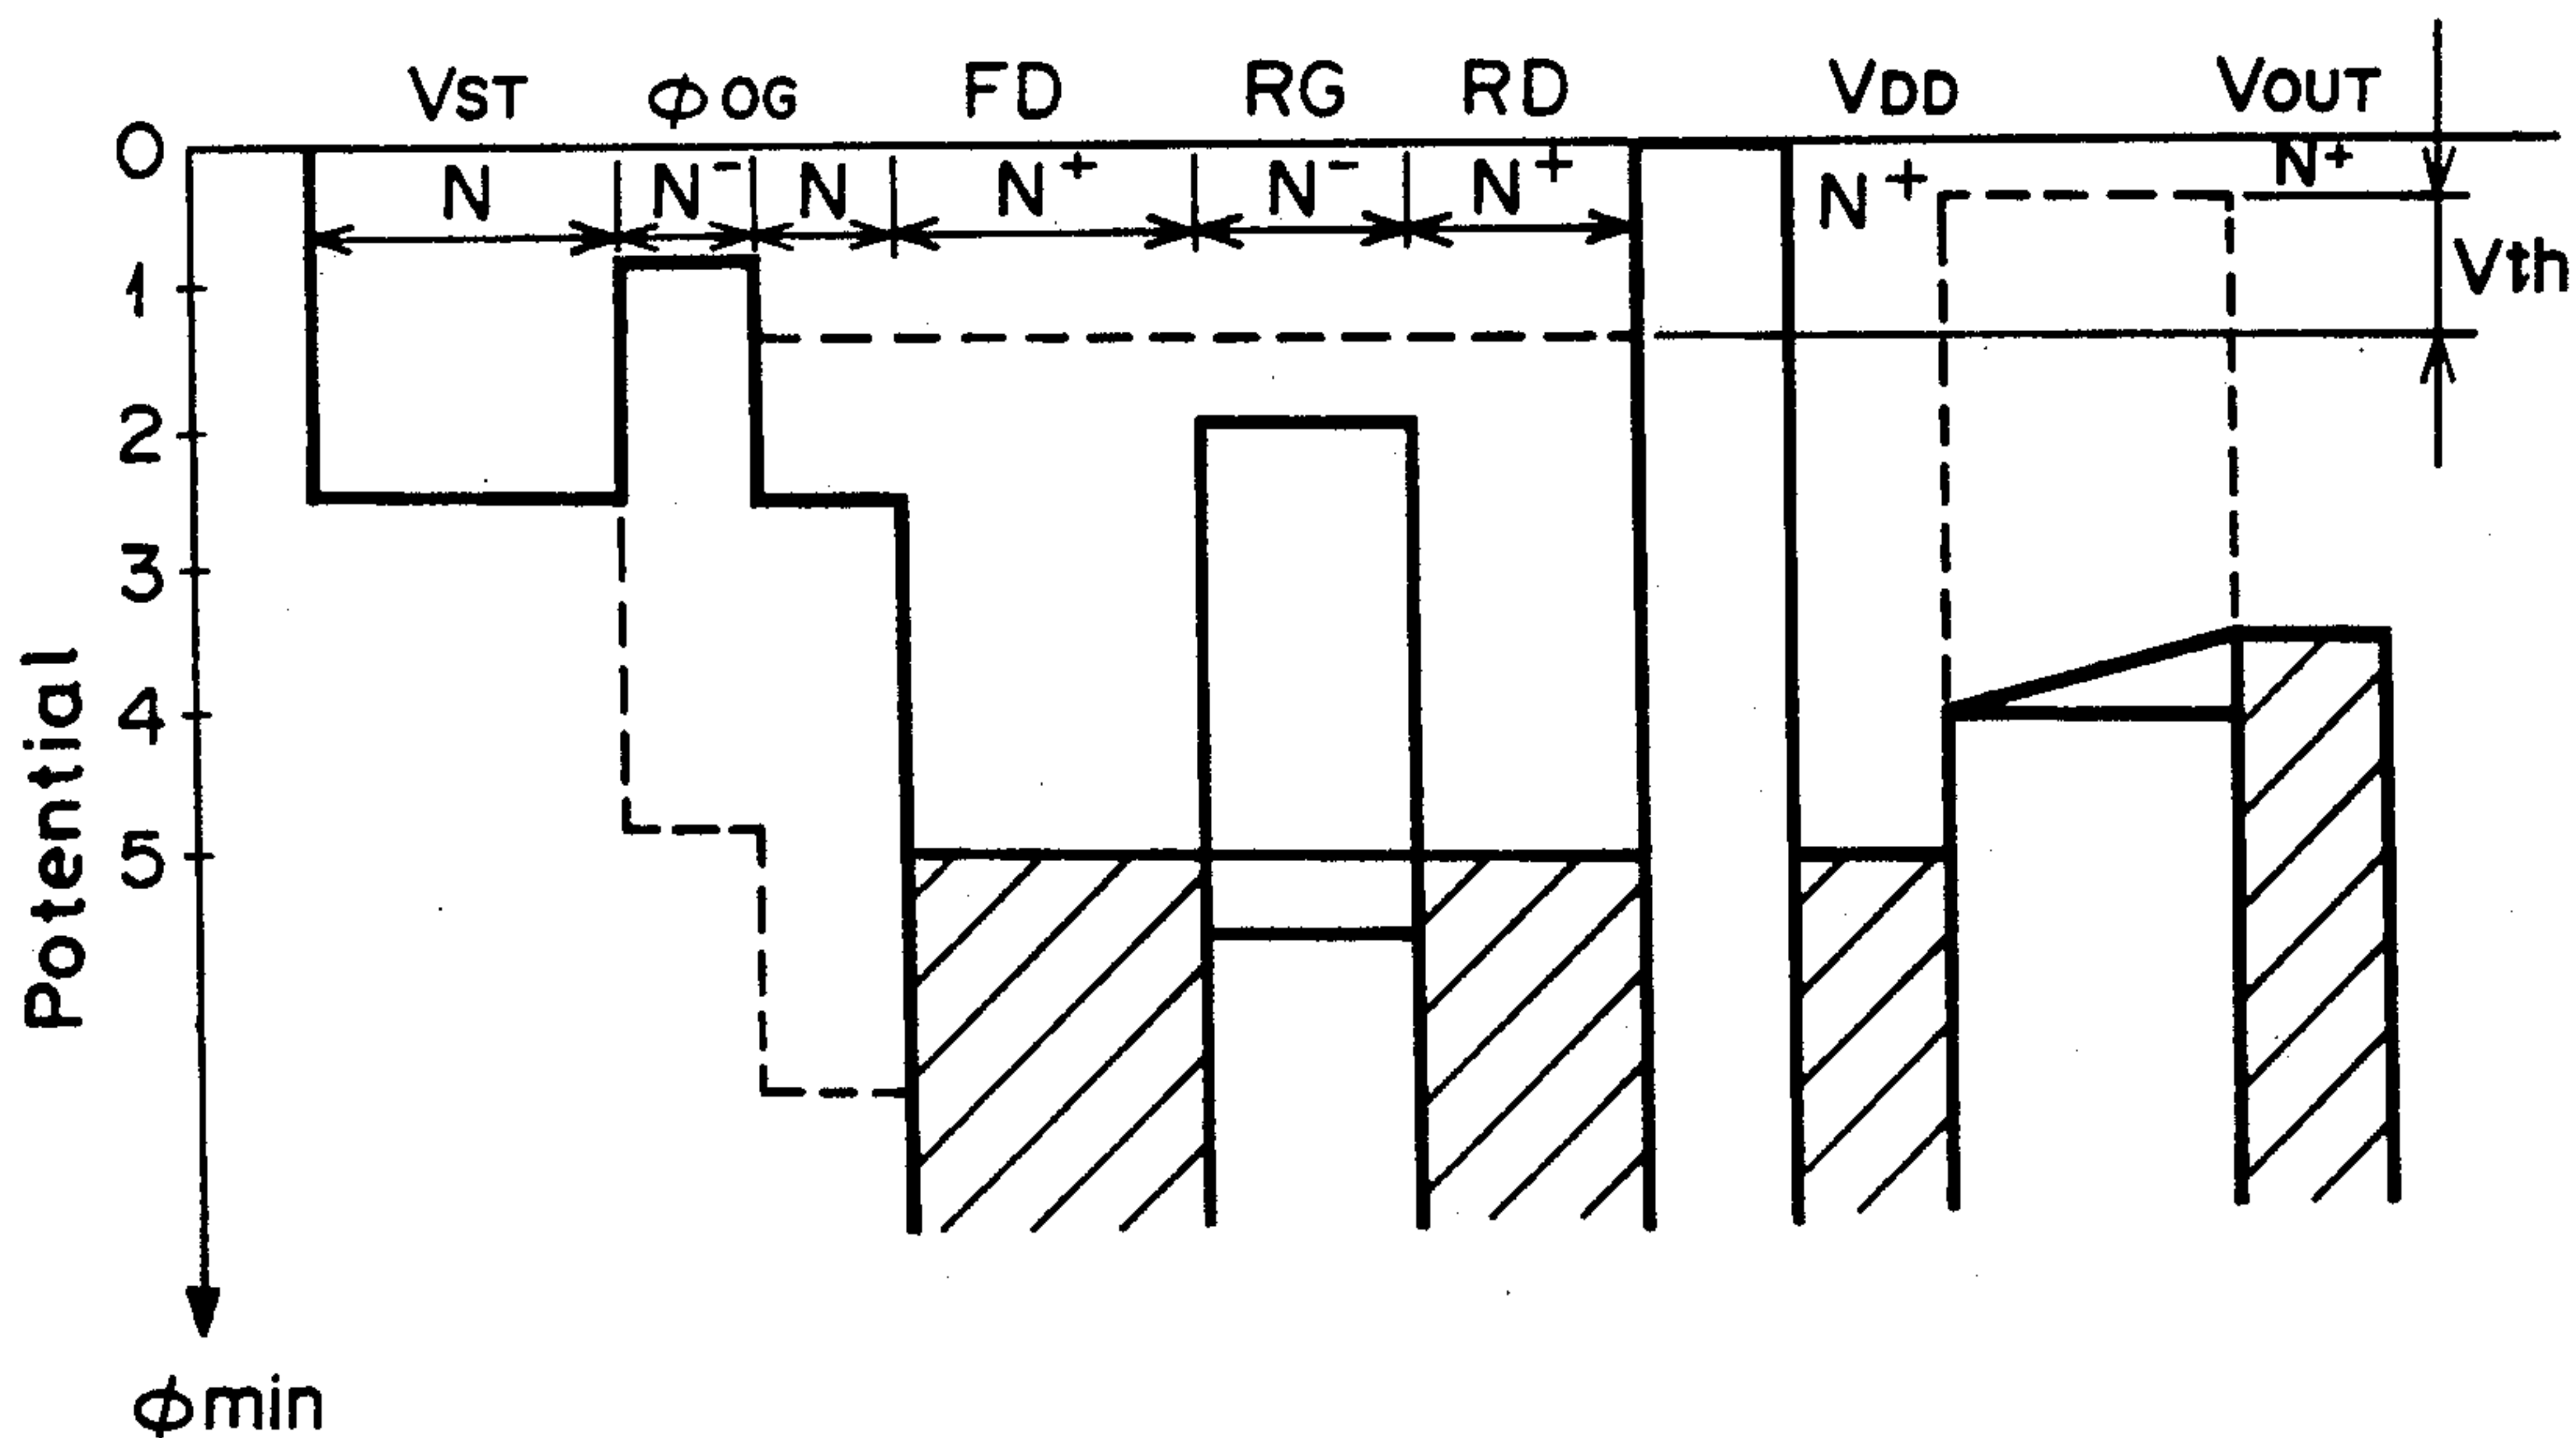 VST φOG FD RG RD VDD VOUT
0
N N⁻ N N⁺ N⁻ N⁺ N⁺ N⁺
Vth
1
2
3
4
5
Potential
φmin